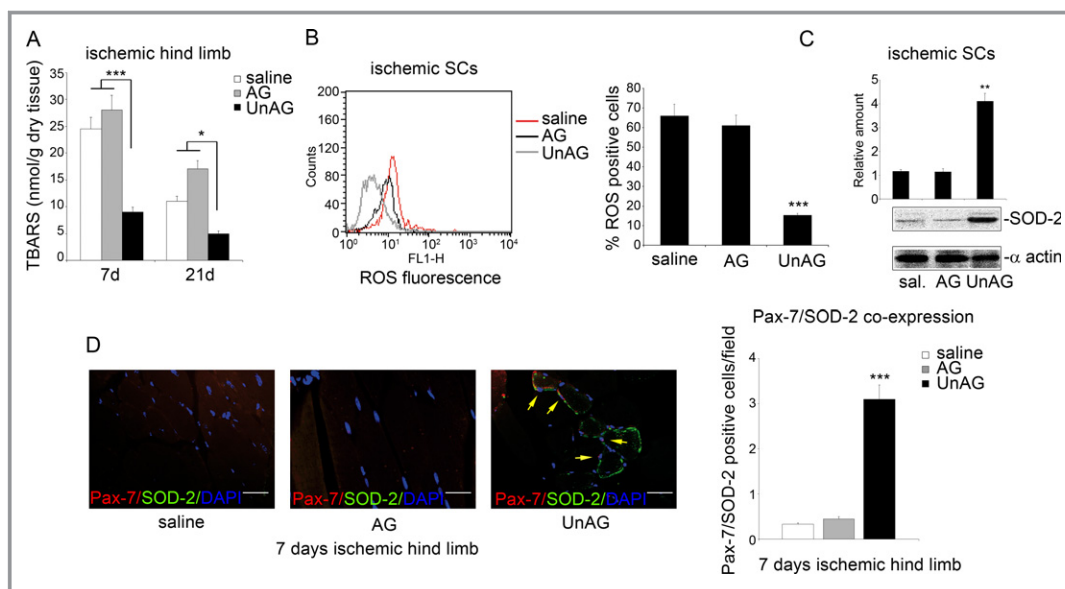 A
ischemic hind limb
TBARS (nmol/g dry tissue)
35
30
25
20
15
10
5
0
saline
AG
UnAG
***
*
7d
21d
B
ischemic SCs
Counts
200
160
120
80
40
0
saline
AG
UnAG
10⁰ 10¹ 10² 10³ 10⁴
FL1-H
ROS fluorescence
% ROS positive cells
80
70
60
50
40
30
20
10
0
***
saline AG UnAG
C
ischemic SCs
Relative amount
5
4
3
2
1
0
**
-SOD-2
-α actin
sal. AG UnAG
D
Pax-7/SOD-2/DAPI
saline
Pax-7/SOD-2/DAPI
AG
Pax-7/SOD-2/DAPI
UnAG
7 days ischemic hind limb
Pax-7/SOD-2 co-expression
Pax-7/SOD-2 positive cells/field
4
3
2
1
0
saline
AG
UnAG
***
7 days ischemic hind limb